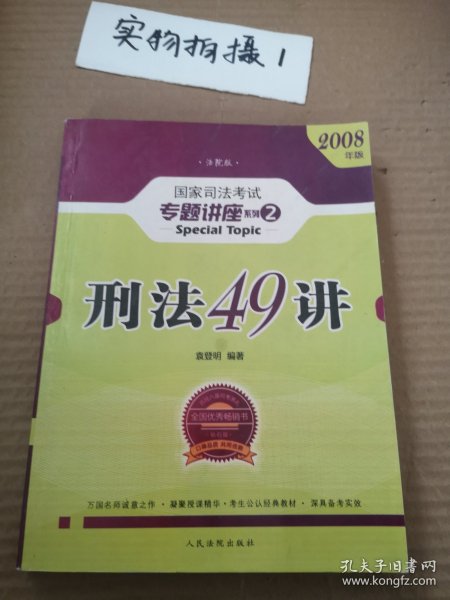 实物拍摄1
2008
年版
·法院版·
国家司法考试
专题讲座系列2
Special Topic
刑法49讲
袁登明 编著
全国优秀畅销书
万国名师诚意之作·凝聚授课精华·考生公认经典教材·深具备考实效
人民法院出版社
孔夫子旧书网
www.kongfz.com